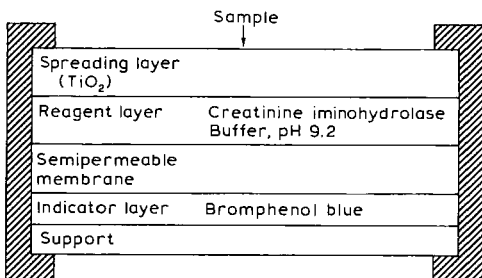 Sample
Spreading layer
(TiO₂)
Reagent layer Creatinine iminohydrolase
Buffer, pH 9.2
Semipermeable
membrane
Indicator layer Bromphenol blue
Support